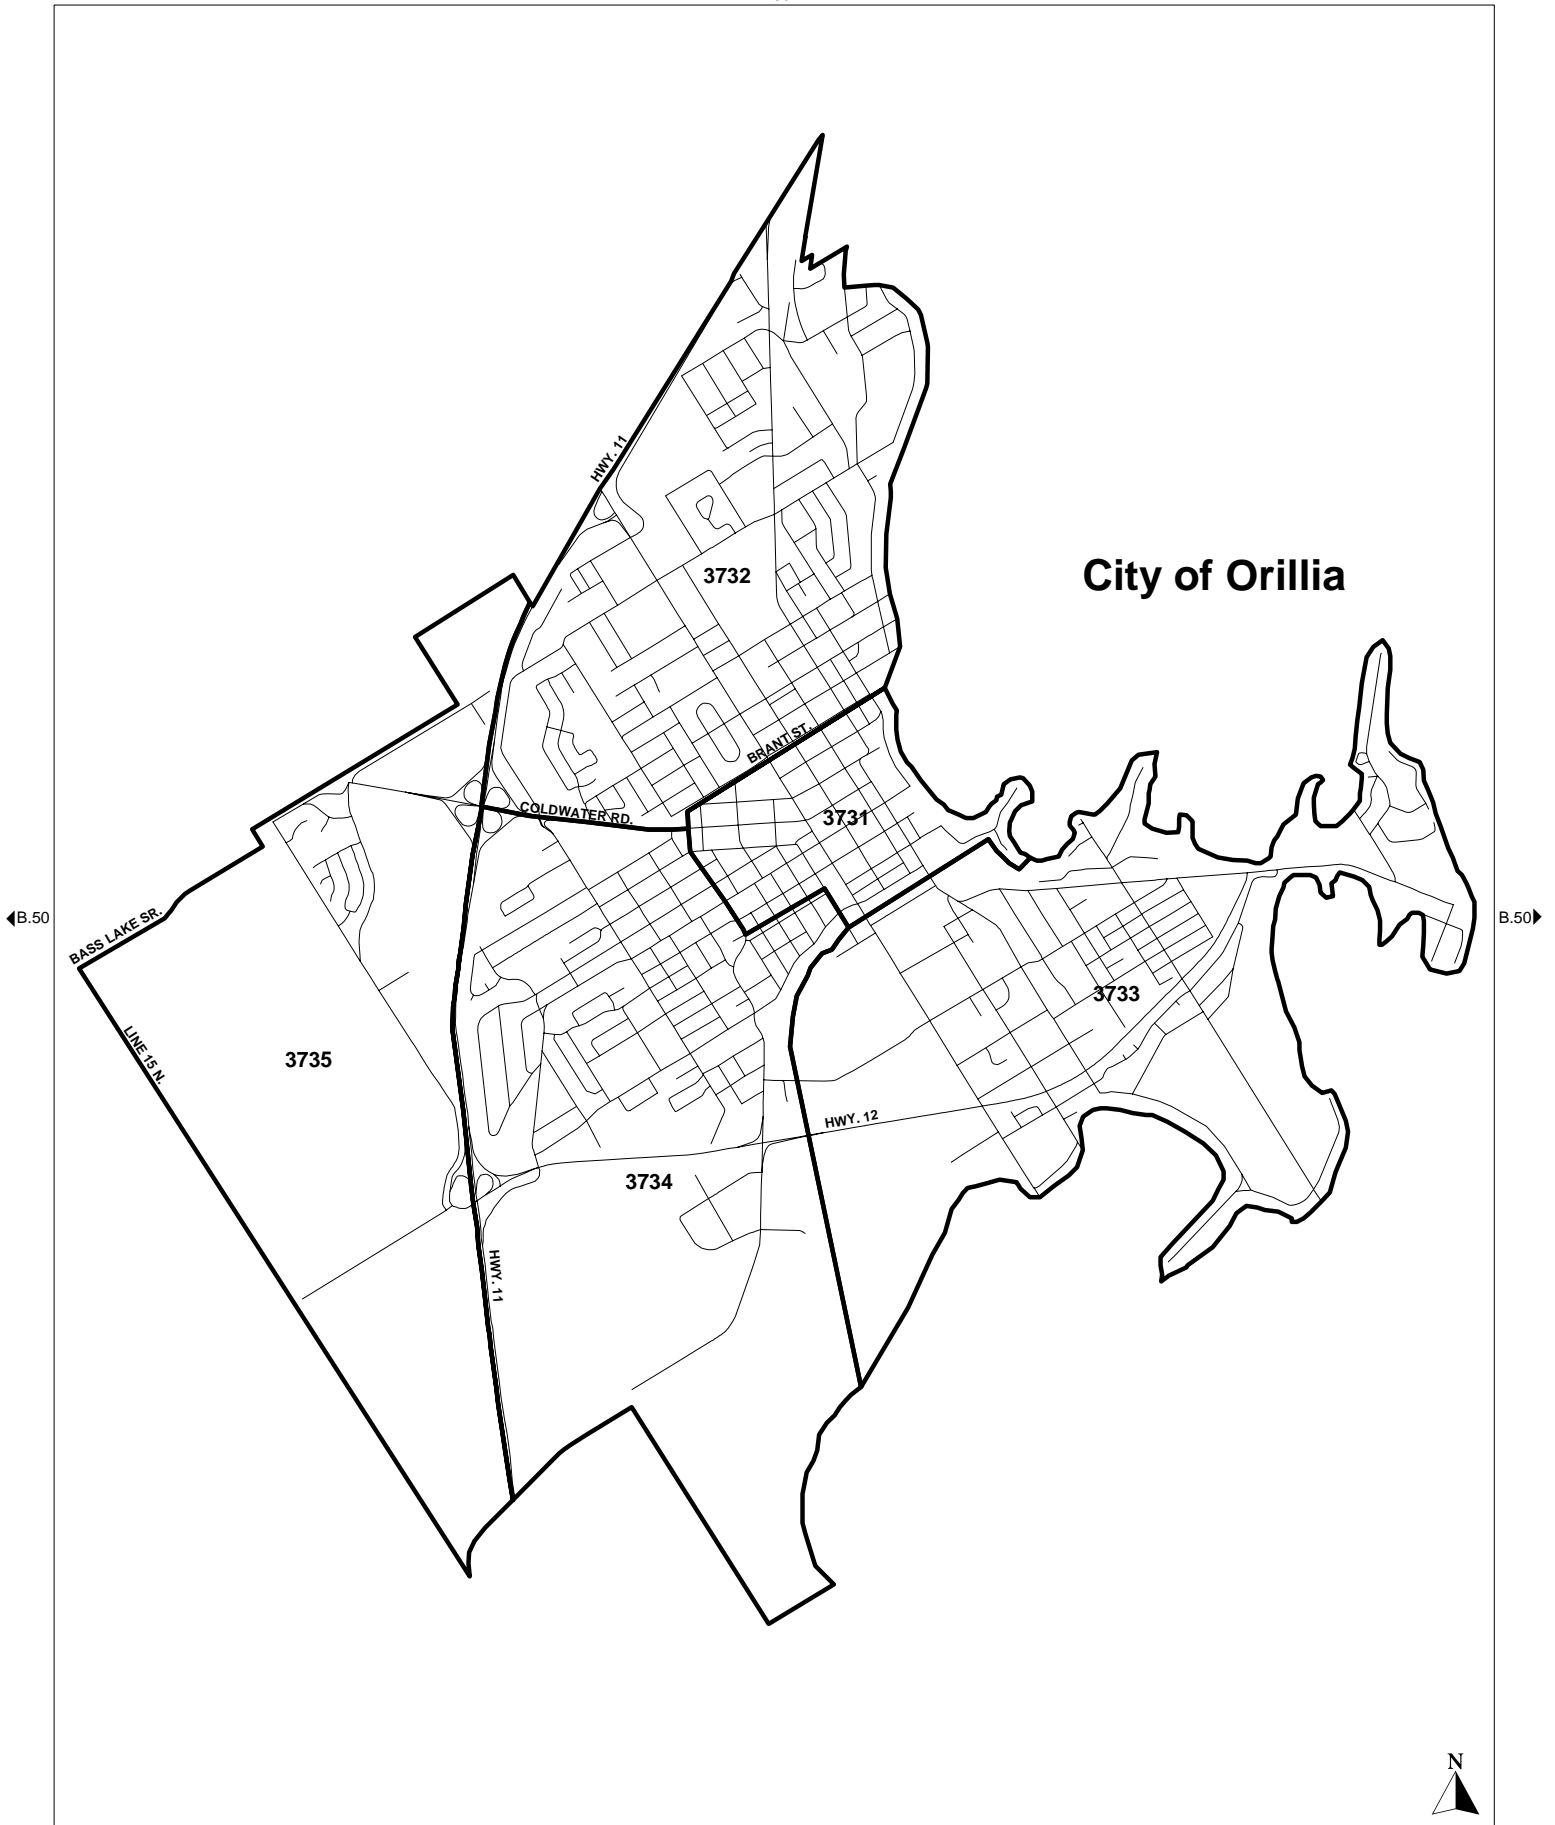 HWY. 11
3732
City of Orillia
BRANT ST.
COLDWATER RD.
3731
B.50
BASS LAKE SR.
B.50
3733
LINE 15 N.
3735
HWY. 12
3734
HWY. 11
N